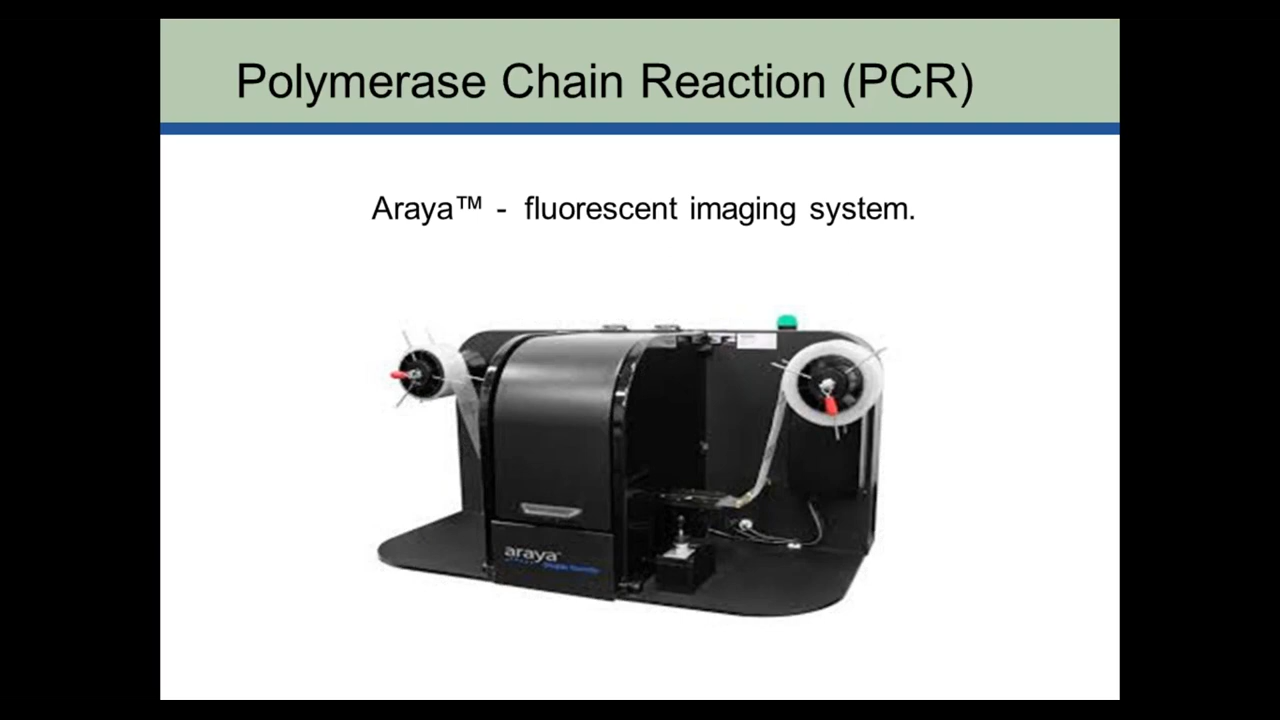 Polymerase Chain Reaction (PCR)
Araya™ - fluorescent imaging system.
araya